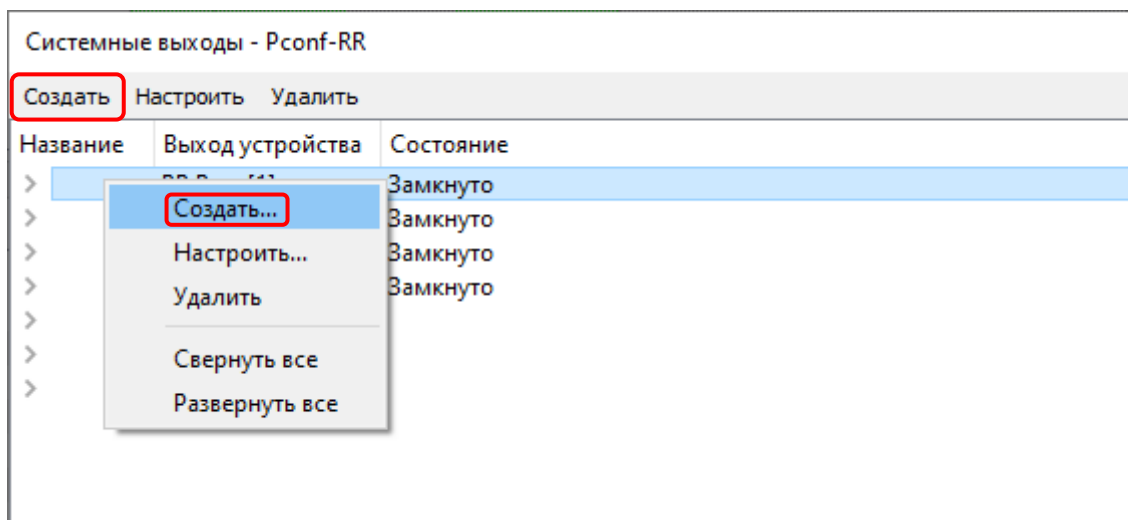 Системные выходы - Pconf-RR
Создать Настроить Удалить
Название Выход устройства Состояние
Замкнуто
Создать...
Замкнуто
Настроить...
Замкнуто
Удалить
Замкнуто
Свернуть все
Развернуть все